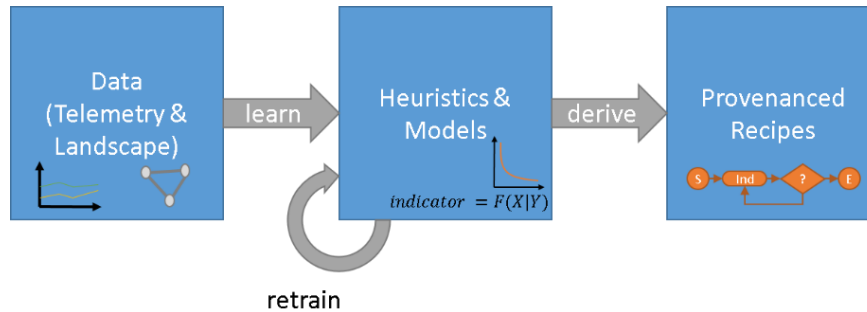 Data
(Telemetry &
Landscape)
learn
Heuristics &
Models
indicator = F(X|Y)
retrain
derive
Provenanced
Recipes
S
Ind
?
E